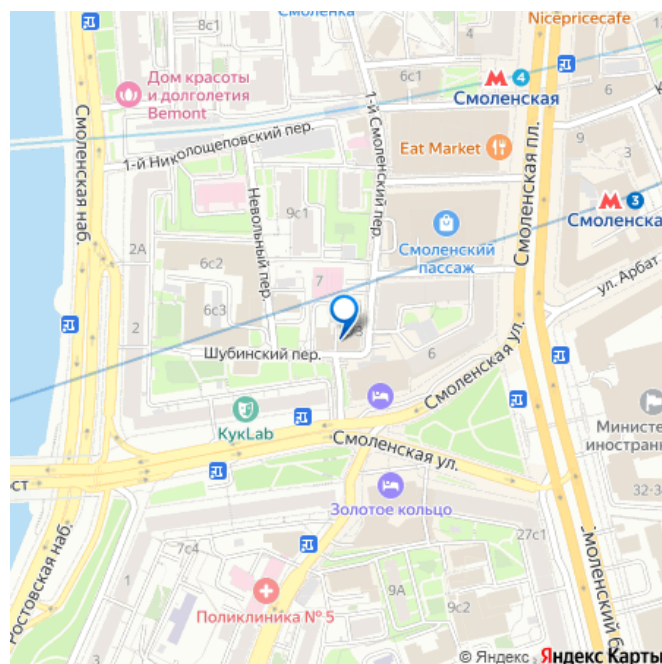 Смоленка
Nicepricecafe
8с1
6с1
4
Смоленская
6
Дом красоты
и долголетия
Bemont
1-й Николощеповский пер.
1-й Смоленский пер.
Смоленская наб.
Eat Market
Смоленская пл.
9
3
3
Смоленская
Невольный пер.
9с1
Смоленский
пассаж
2А
6с2
7
6с3
2
ул. Арбат
Шубинский пер.
6
Смоленская ул.
КукLab
Министе
иностран
Смоленская ул.
ост
Золотое кольцо
32-3
27с1
7с4
1
9А
9с2
Поликлиника № 5
Ростовская наб.
Смоленский б
© Яндекс
Яндекс Карты